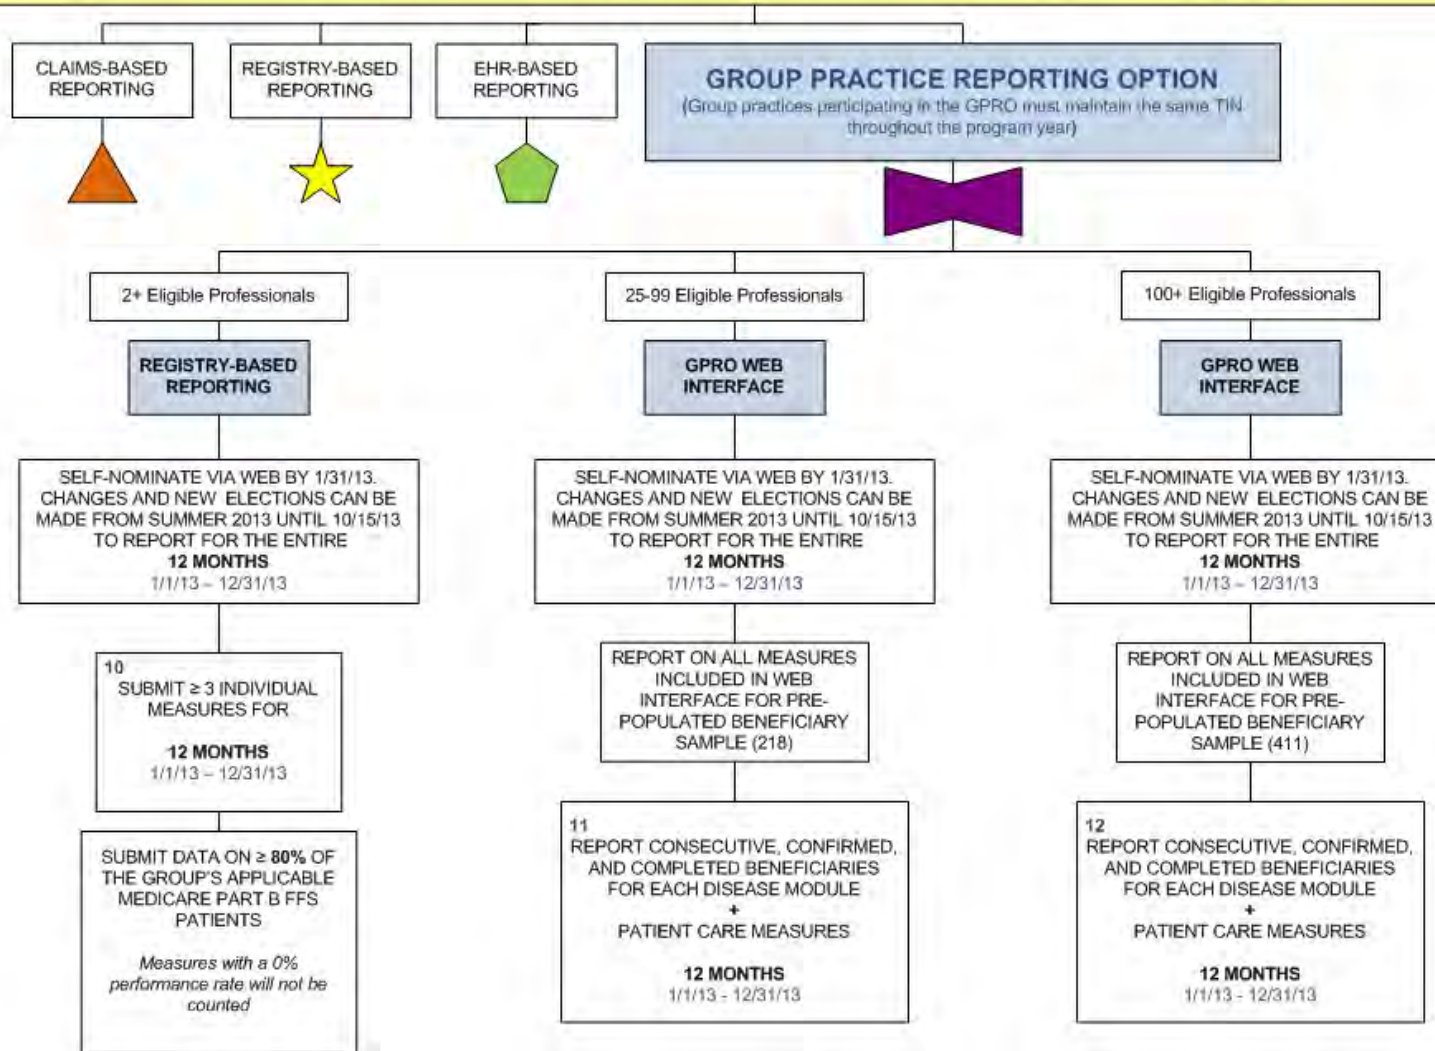 CLAIMS-BASED
REPORTING
REGISTRY-BASED
REPORTING
EHR-BASED
REPORTING
GROUP PRACTICE REPORTING OPTION
(Group practices participating in the GPRO must maintain the same TIN
throughout the program year)
2+ Eligible Professionals
25-99 Eligible Professionals
100+ Eligible Professionals
REGISTRY-BASED
REPORTING
GPRO WEB
INTERFACE
GPRO WEB
INTERFACE
SELF-NOMINATE VIA WEB BY 1/31/13.
CHANGES AND NEW ELECTIONS CAN BE
MADE FROM SUMMER 2013 UNTIL 10/15/13
TO REPORT FOR THE ENTIRE
12 MONTHS
1/1/13 – 12/31/13
SELF-NOMINATE VIA WEB BY 1/31/13.
CHANGES AND NEW ELECTIONS CAN BE
MADE FROM SUMMER 2013 UNTIL 10/15/13
TO REPORT FOR THE ENTIRE
12 MONTHS
1/1/13 – 12/31/13
SELF-NOMINATE VIA WEB BY 1/31/13.
CHANGES AND NEW ELECTIONS CAN BE
MADE FROM SUMMER 2013 UNTIL 10/15/13
TO REPORT FOR THE ENTIRE
12 MONTHS
1/1/13 – 12/31/13
10
SUBMIT ≥ 3 INDIVIDUAL
MEASURES FOR
12 MONTHS
1/1/13 – 12/31/13
REPORT ON ALL MEASURES
INCLUDED IN WEB
INTERFACE FOR PRE-
POPULATED BENEFICIARY
SAMPLE (218)
REPORT ON ALL MEASURES
INCLUDED IN WEB
INTERFACE FOR PRE-
POPULATED BENEFICIARY
SAMPLE (411)
SUBMIT DATA ON ≥ 80% OF
THE GROUP'S APPLICABLE
MEDICARE PART B FFS
PATIENTS
Measures with a 0%
performance rate will not be
counted
11
REPORT CONSECUTIVE, CONFIRMED,
AND COMPLETED BENEFICIARIES
FOR EACH DISEASE MODULE
+
PATIENT CARE MEASURES
12 MONTHS
1/1/13 - 12/31/13
12
REPORT CONSECUTIVE, CONFIRMED,
AND COMPLETED BENEFICIARIES
FOR EACH DISEASE MODULE
+
PATIENT CARE MEASURES
12 MONTHS
1/1/13 - 12/31/13